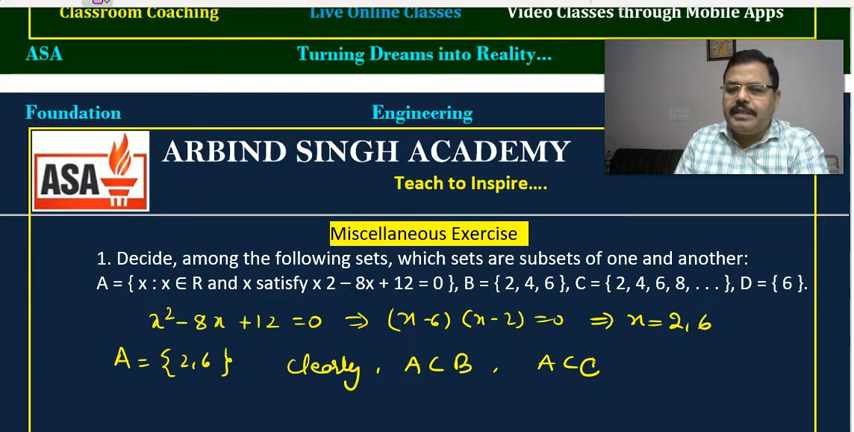 Classroom Coaching Live Online Classes Video Classes through Mobile Apps
ASA Turning Dreams into Reality...
Foundation Engineering
ASA ARBIND SINGH ACADEMY
Teach to Inspire....
Miscellaneous Exercise
1. Decide, among the following sets, which sets are subsets of one and another:
A = { x : x ∈ R and x satisfy x 2 – 8x + 12 = 0 }, B = { 2, 4, 6 }, C = { 2, 4, 6, 8, . . . }, D = { 6 }.
x² - 8x + 12 = 0 ⇒ (x-6) (x-2) = 0 ⇒ x = 2, 6
A = {2,6} Clearly, A ⊂ B, A ⊂ C